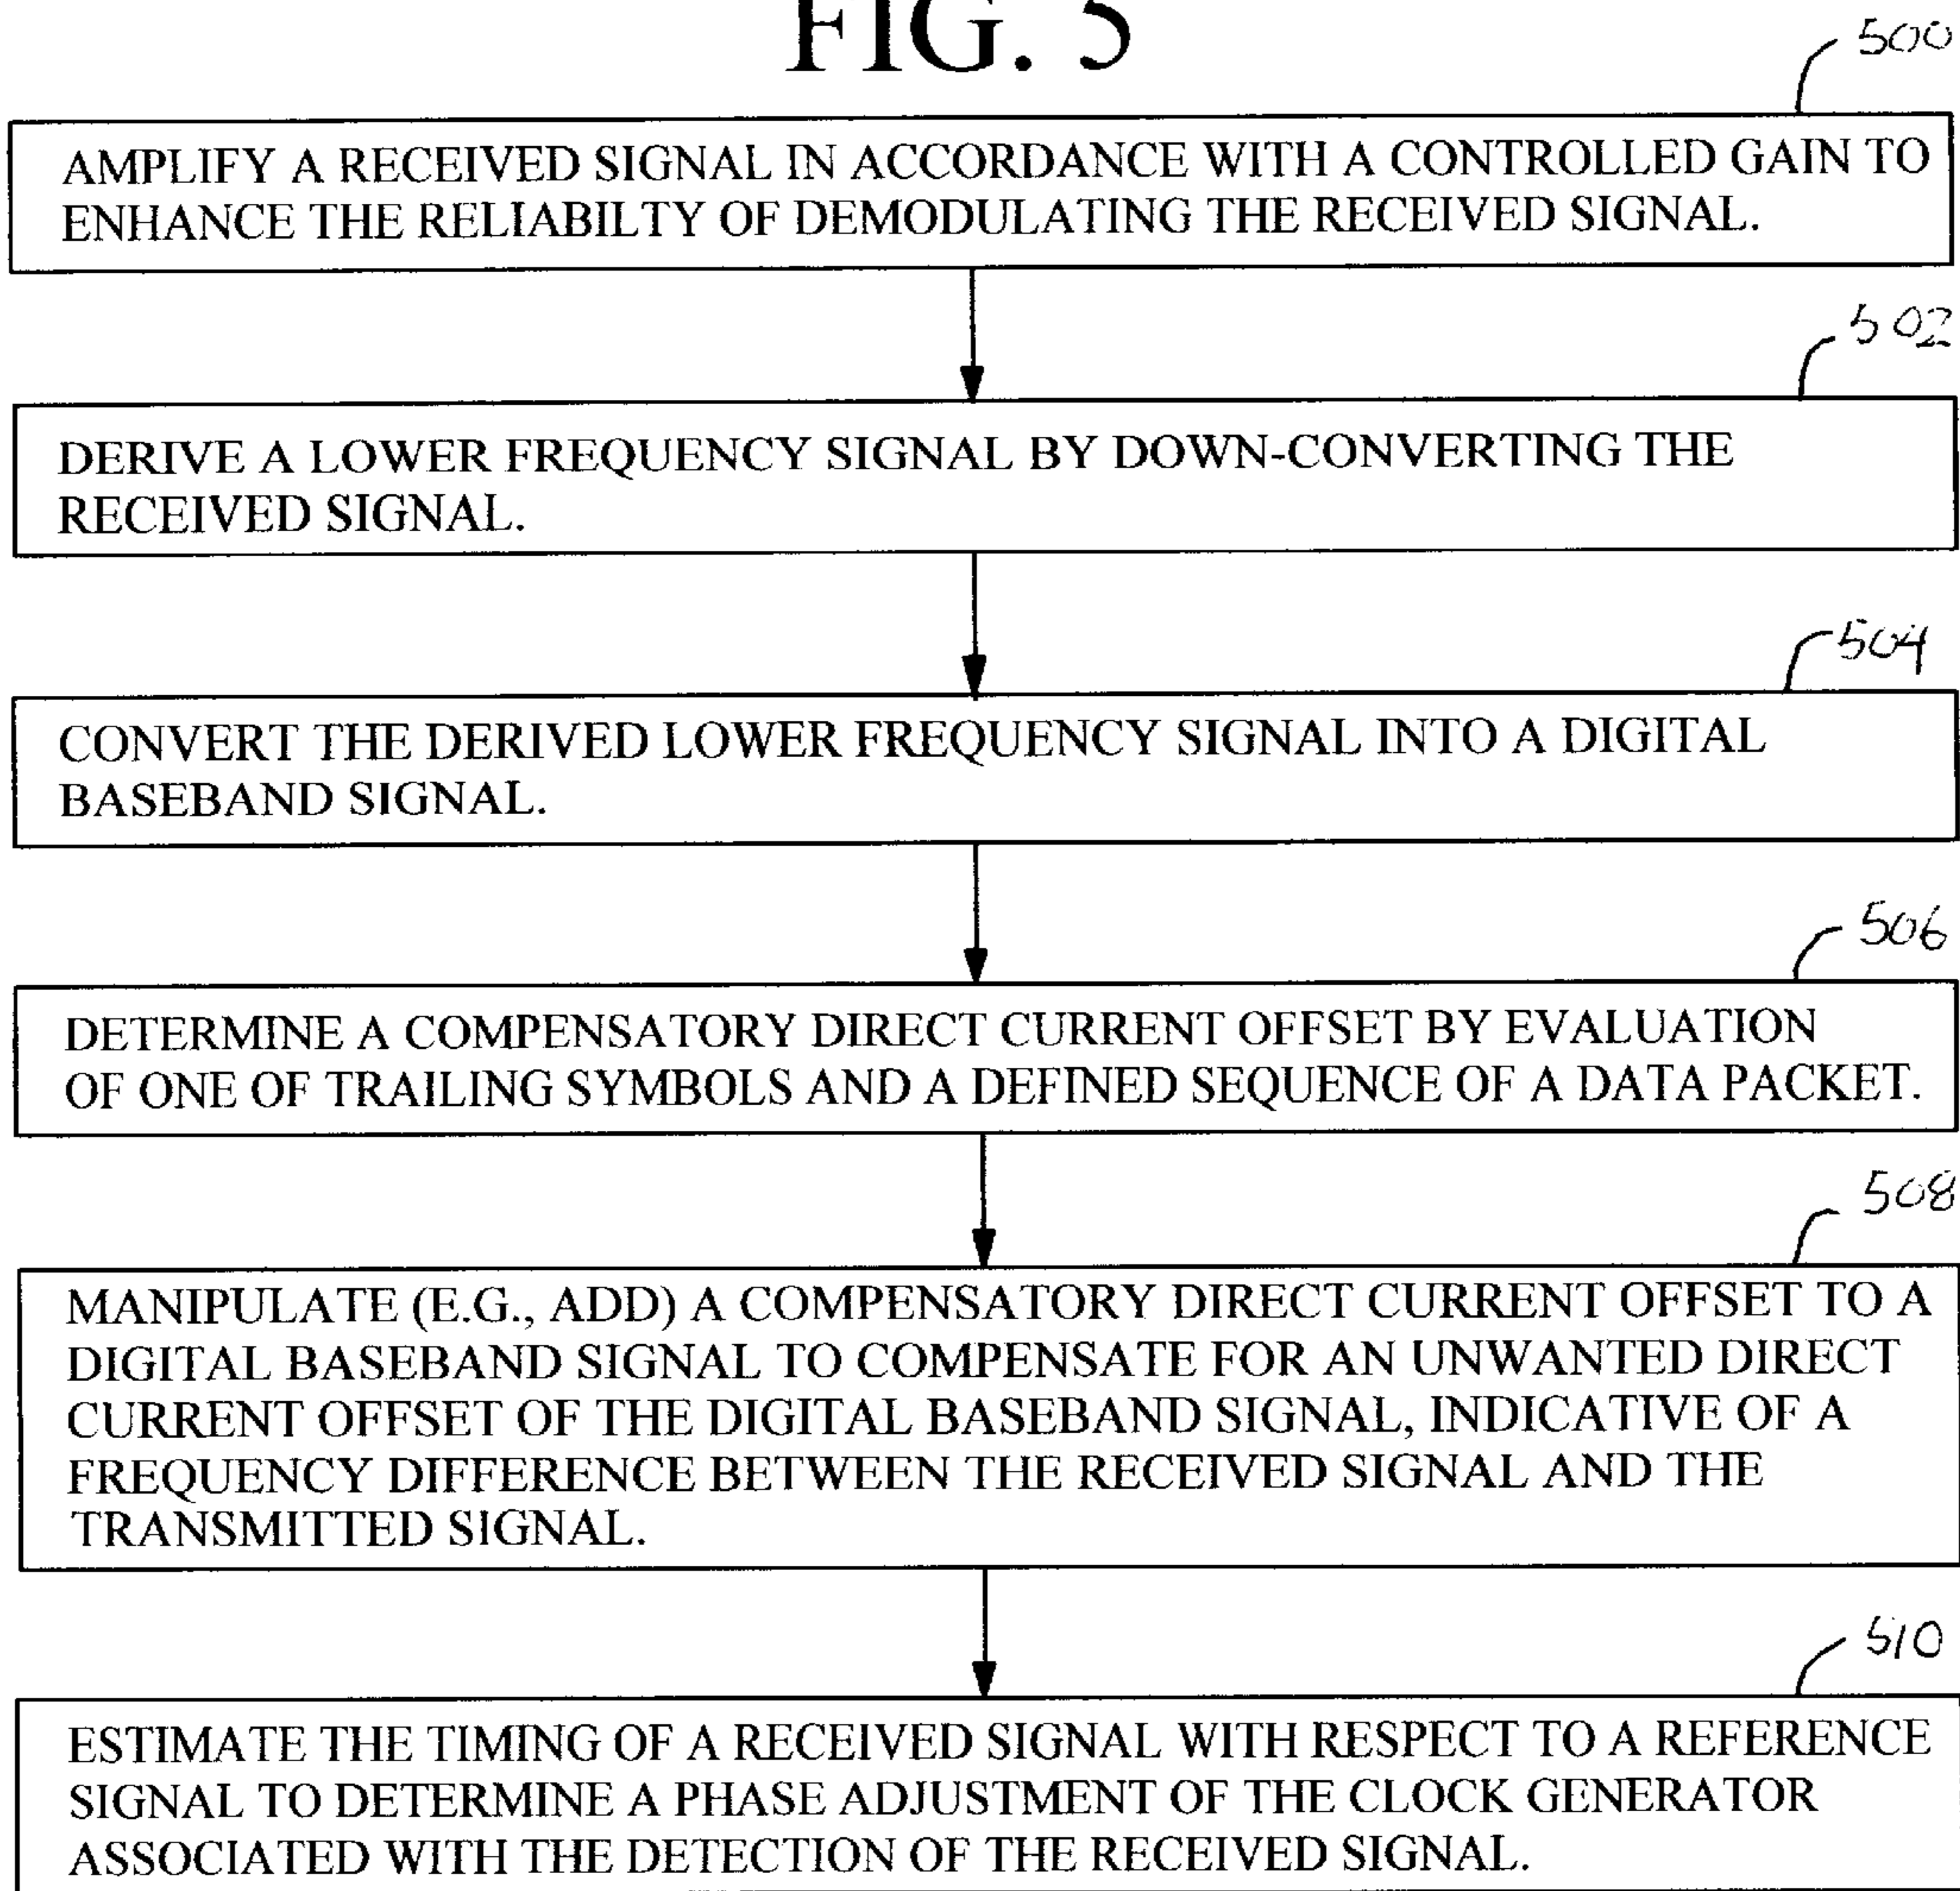 FIG. 5
500
AMPLIFY A RECEIVED SIGNAL IN ACCORDANCE WITH A CONTROLLED GAIN TO
ENHANCE THE RELIABILTY OF DEMODULATING THE RECEIVED SIGNAL.
502
DERIVE A LOWER FREQUENCY SIGNAL BY DOWN-CONVERTING THE
RECEIVED SIGNAL.
504
CONVERT THE DERIVED LOWER FREQUENCY SIGNAL INTO A DIGITAL
BASEBAND SIGNAL.
506
DETERMINE A COMPENSATORY DIRECT CURRENT OFFSET BY EVALUATION
OF ONE OF TRAILING SYMBOLS AND A DEFINED SEQUENCE OF A DATA PACKET.
508
MANIPULATE (E.G., ADD) A COMPENSATORY DIRECT CURRENT OFFSET TO A
DIGITAL BASEBAND SIGNAL TO COMPENSATE FOR AN UNWANTED DIRECT
CURRENT OFFSET OF THE DIGITAL BASEBAND SIGNAL, INDICATIVE OF A
FREQUENCY DIFFERENCE BETWEEN THE RECEIVED SIGNAL AND THE
TRANSMITTED SIGNAL.
510
ESTIMATE THE TIMING OF A RECEIVED SIGNAL WITH RESPECT TO A REFERENCE
SIGNAL TO DETERMINE A PHASE ADJUSTMENT OF THE CLOCK GENERATOR
ASSOCIATED WITH THE DETECTION OF THE RECEIVED SIGNAL.